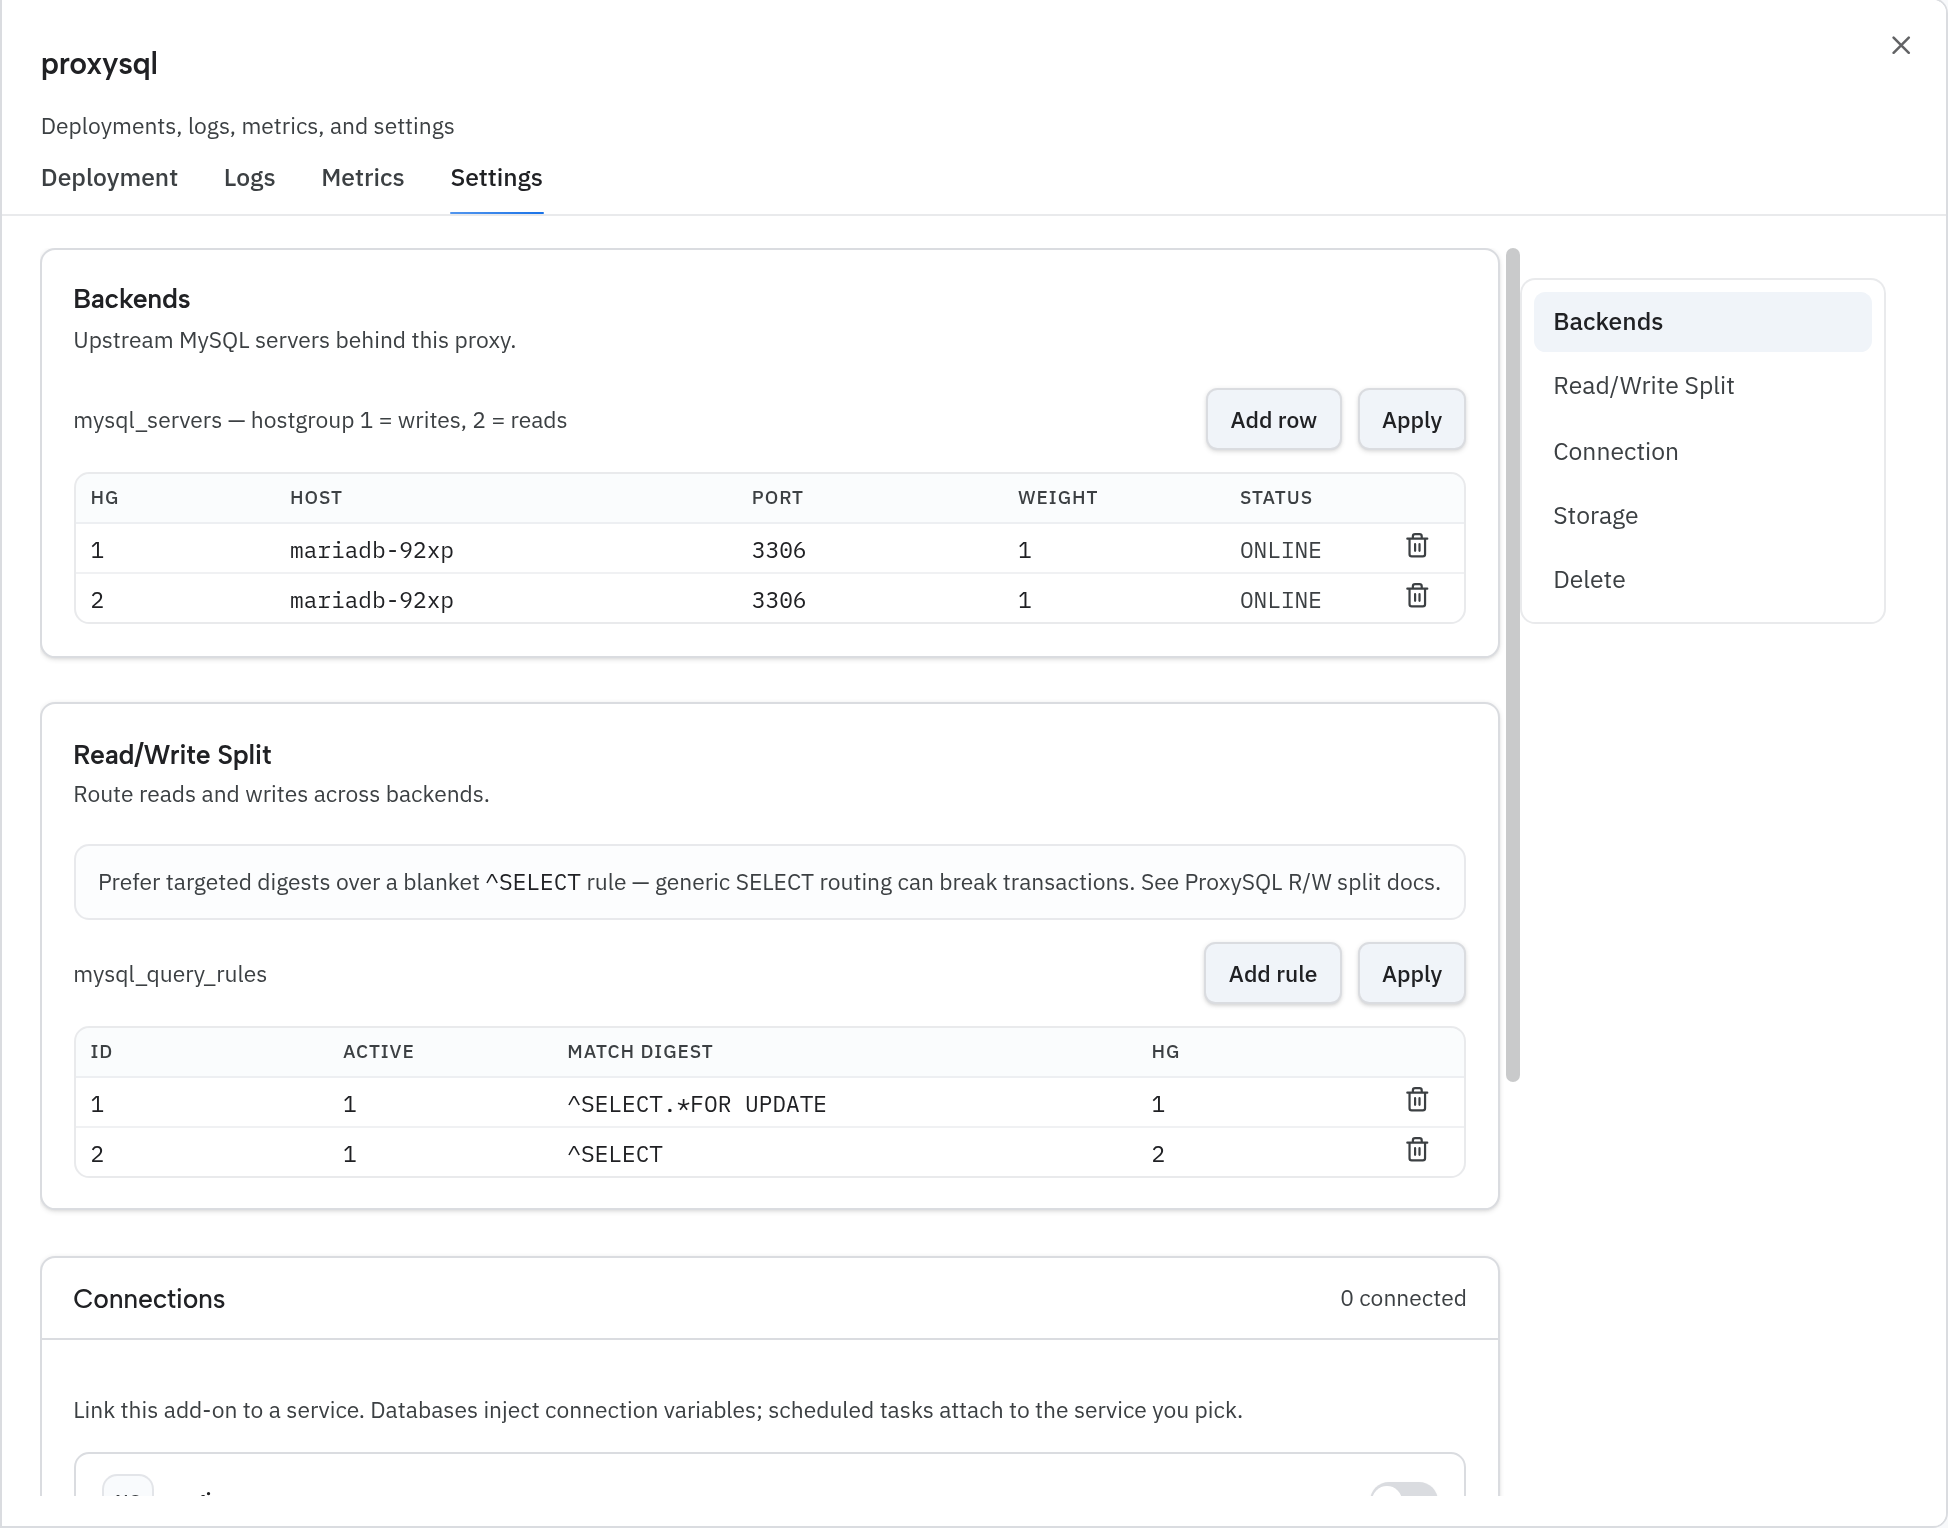 proxysql
Deployments, logs, metrics, and settings
Deployment Logs Metrics Settings
Backends
Upstream MySQL servers behind this proxy.
mysql_servers — hostgroup 1 = writes, 2 = reads
Add row Apply
HG HOST PORT WEIGHT STATUS
1 mariadb-92xp 3306 1 ONLINE
2 mariadb-92xp 3306 1 ONLINE
Read/Write Split
Route reads and writes across backends.
Prefer targeted digests over a blanket ^SELECT rule — generic SELECT routing can break transactions. See ProxySQL R/W split docs.
mysql_query_rules
Add rule Apply
ID ACTIVE MATCH DIGEST HG
1 1 ^SELECT.*FOR UPDATE 1
2 1 ^SELECT 2
Connections 0 connected
Link this add-on to a service. Databases inject connection variables; scheduled tasks attach to the service you pick.
Backends
Read/Write Split
Connection
Storage
Delete